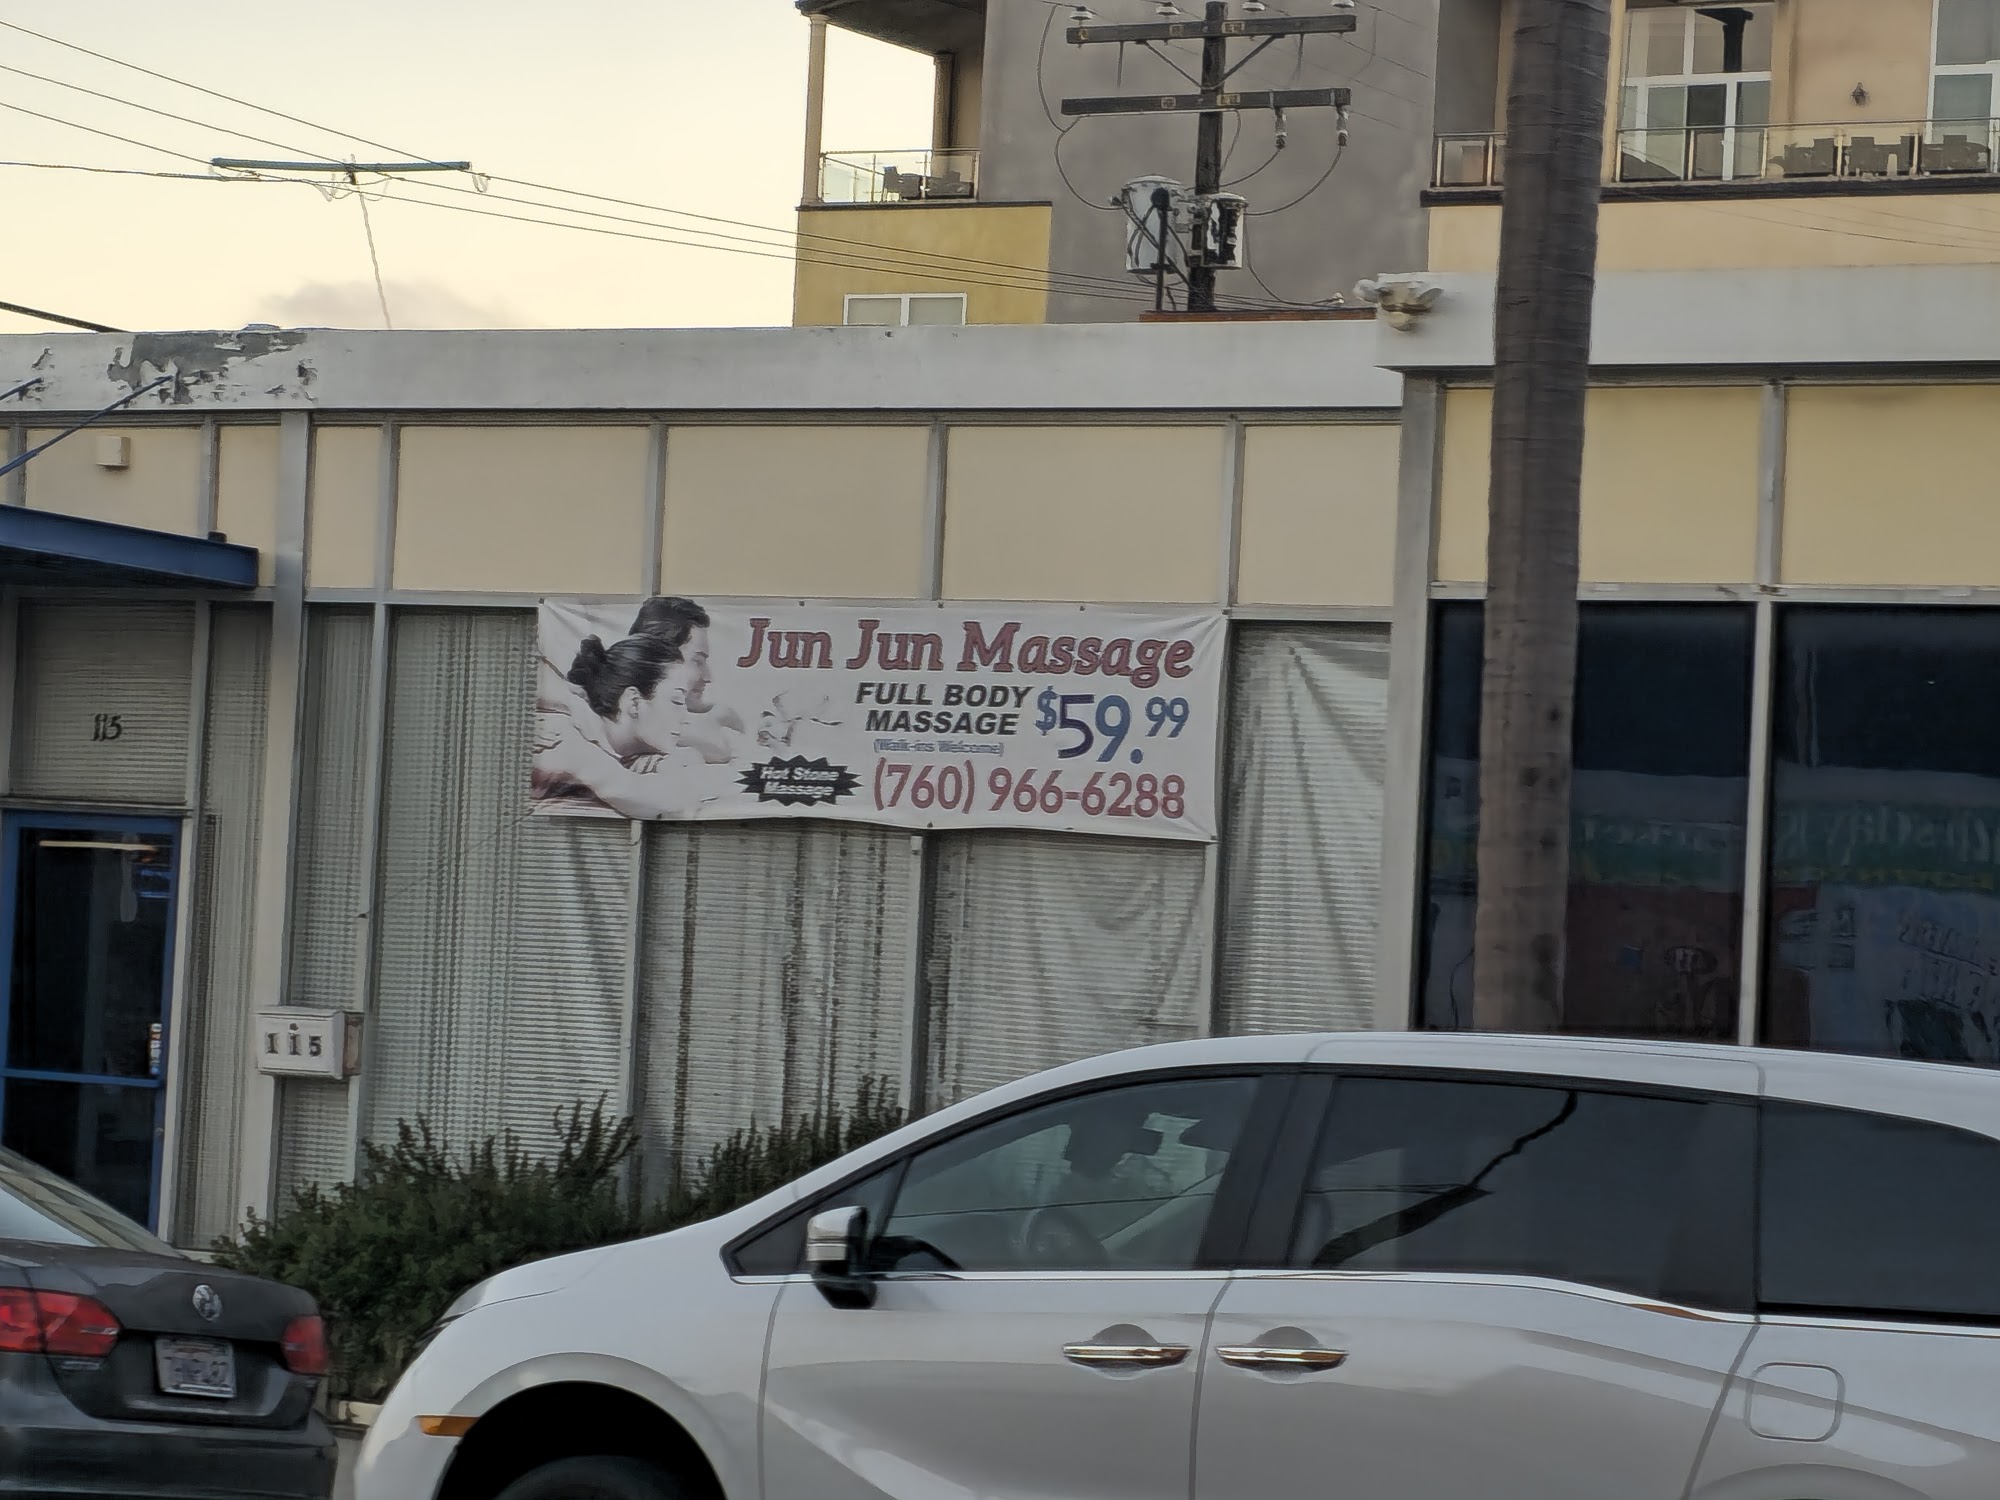 115
Jun Jun Massage
FULL BODY
MASSAGE
$59.99
(Walk-ins Welcome)
Hot Stone
Massage
(760) 966-6288
115